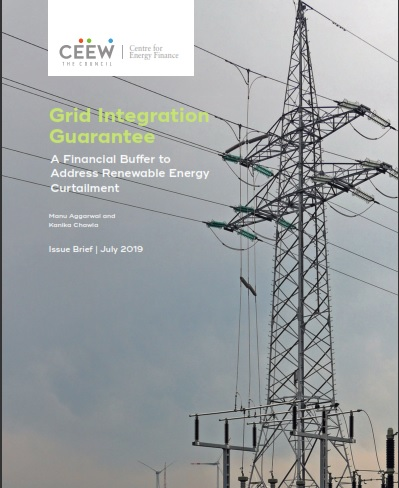 CEEW
THE COUNCIL
Centre for
Energy Finance
Grid Integration
Guarantee
A Financial Buffer to
Address Renewable Energy
Curtailment
Manu Aggarwal and
Kanika Chawla
Issue Brief | July 2019